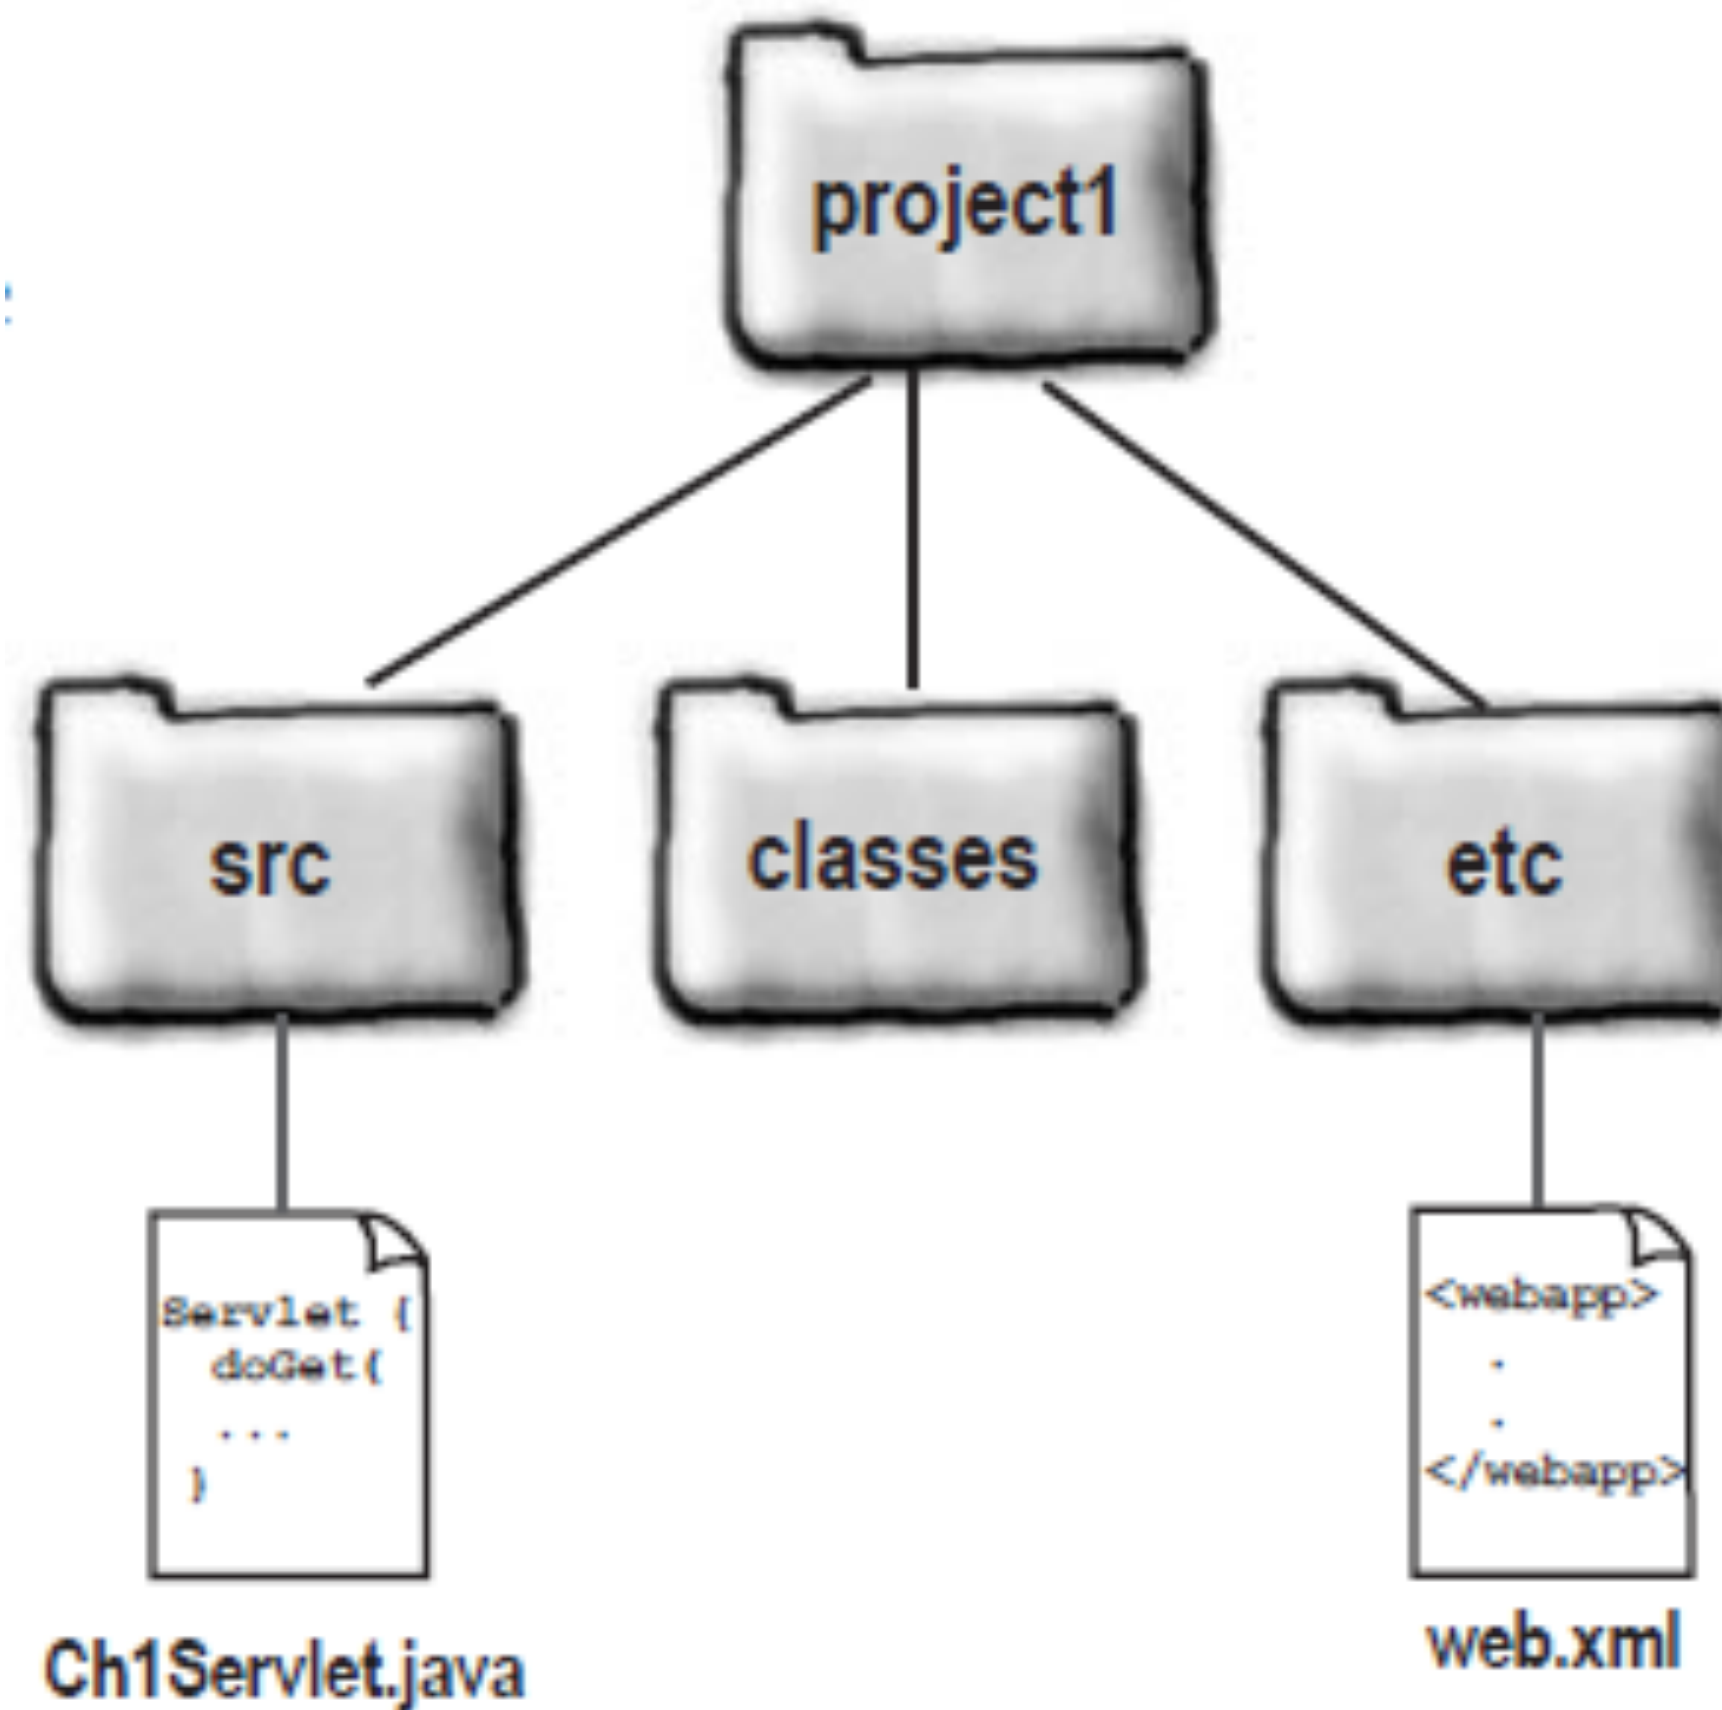 project1
src
classes
etc
Servlet {
doGet(
...
}
<webapp>
.
.
</webapp>
Ch1Servlet.java
web.xml